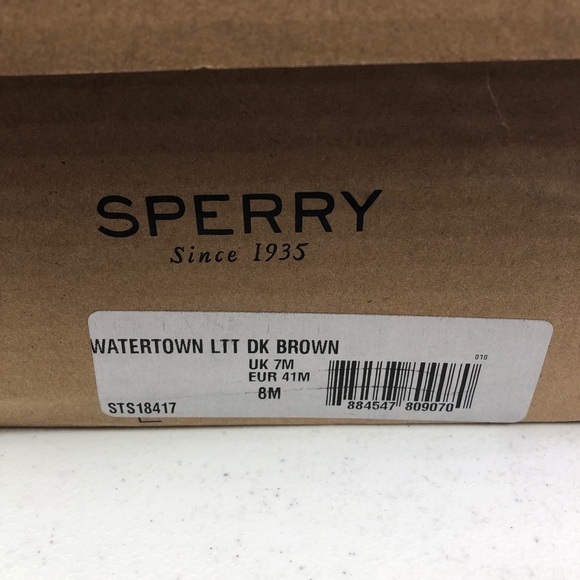 SPERRY
Since 1935
WATERTOWN LTT DK BROWN
010
UK 7M
EUR 41M
8M
STS18417
884547 809070